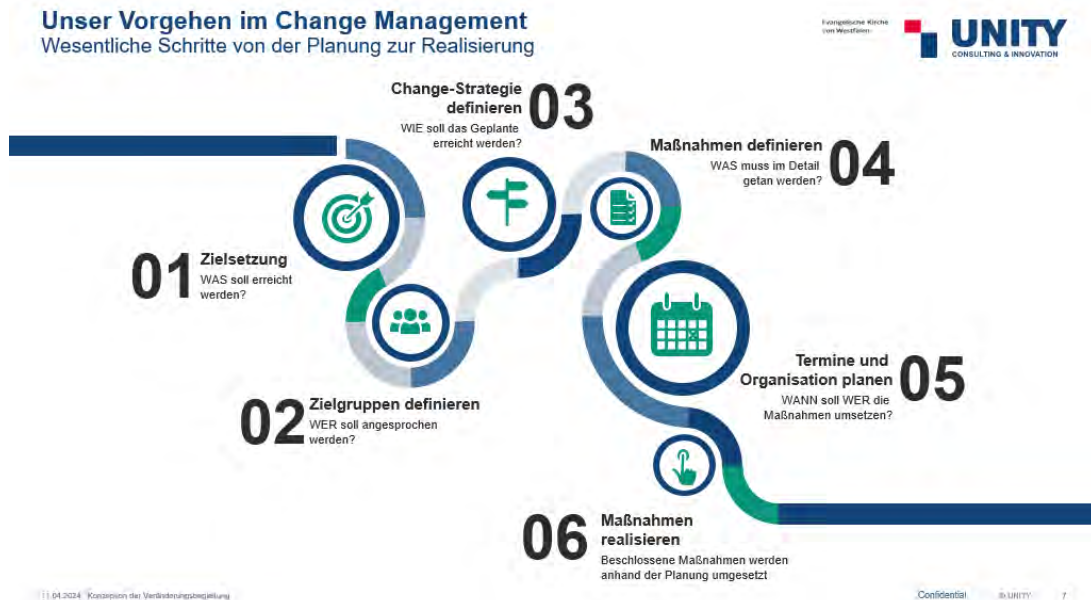 Unser Vorgehen im Change Management
Wesentliche Schritte von der Planung zur Realisierung
Evangelische Kirche
von Westfalen
UNITY
CONSULTING & INNOVATION
01
Zielsetzung
WAS soll erreicht
werden?
02
Zielgruppen definieren
WER soll angesprochen
werden?
Change-Strategie
definieren
WIE soll das Geplante
erreicht werden?
03
Maßnahmen definieren
WAS muss im Detail
getan werden?
04
Termine und
Organisation planen
WANN soll WER die
Maßnahmen umsetzen?
05
06
Maßnahmen
realisieren
Beschlossene Maßnahmen werden
anhand der Planung umgesetzt
11.04.2024 Konzeption der Veränderungsbegleitung
Confidential
© UNITY
7